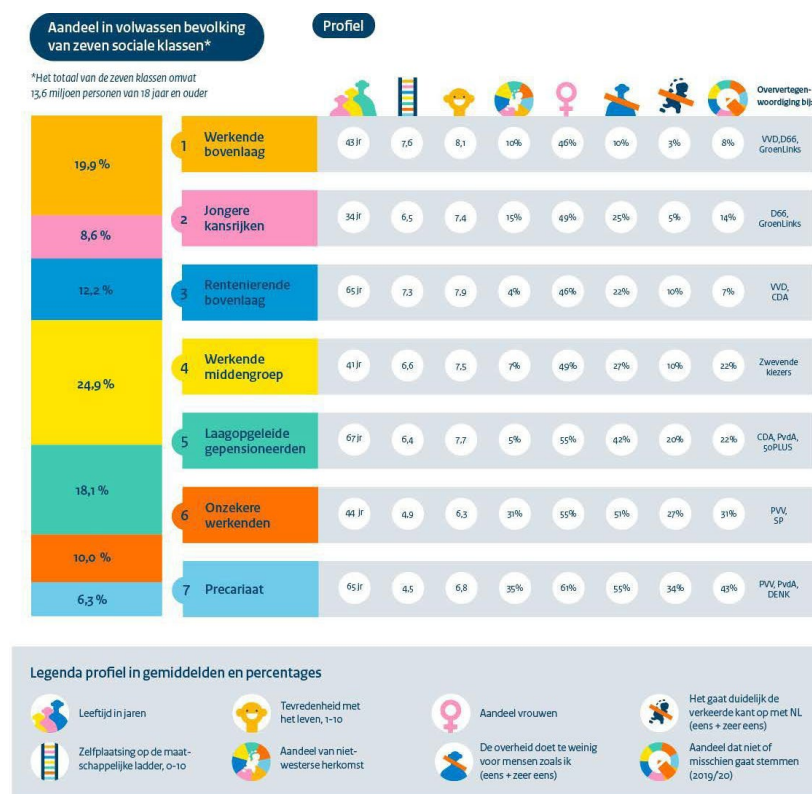 Aandeel in volwassen bevolking
van zeven sociale klassen*
Profiel
*Het totaal van de zeven klassen omvat
13,6 miljoen personen van 18 jaar en ouder
Oververtegen-
woordiging bij:
19,9 %
8,6 %
12,2 %
24,9 %
18,1 %
10,0 %
6,3 %
1 Werkende
bovenlaag
43 jr 7,6 8,1 10% 46% 10% 3% 8% VVD,D66,
GroenLinks
2 Jongere
kansrijken
34 jr 6,5 7,4 15% 49% 25% 5% 14% D66,
GroenLinks
3 Rentenierende
bovenlaag
65 jr 7,3 7,9 4% 46% 22% 10% 7% VVD,
CDA
4 Werkende
middengroep
41 jr 6,6 7,5 7% 49% 27% 10% 22% Zwevende
kiezers
5 Laagopgeleide
gepensioneerden
67 jr 6,4 7,7 5% 55% 42% 20% 22% CDA, PvdA,
50PLUS
6 Onzekere
werkenden
44 jr 4,9 6,3 31% 55% 51% 27% 31% PVV,
SP
7 Precariaat
65 jr 4,5 6,8 35% 61% 55% 34% 43% PVV, PvdA,
DENK
Legenda profiel in gemiddelden en percentages
Leeftijd in jaren
Tevredenheid met
het leven, 1-10
Aandeel vrouwen
Het gaat duidelijk de
verkeerde kant op met NL
(eens + zeer eens)
Zelfplaatsing op de maat-
schappelijke ladder, 0-10
Aandeel van niet-
westerse herkomst
De overheid doet te weinig
voor mensen zoals ik
(eens + zeer eens)
Aandeel dat niet of
misschien gaat stemmen
(2019/20)